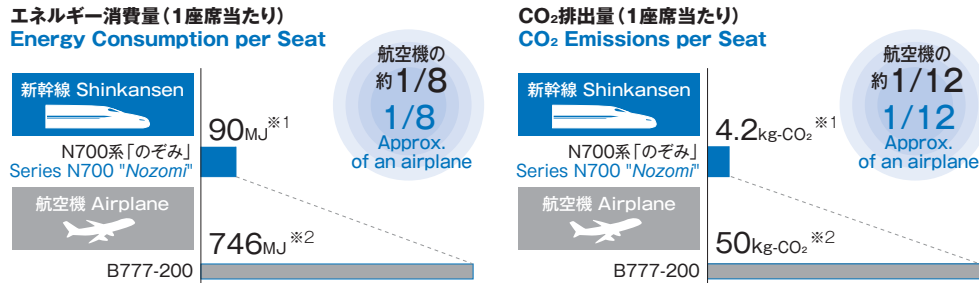 エネルギー消費量（1座席当たり）
Energy Consumption per Seat
航空機の
約1/8
1/8
Approx.
of an airplane
新幹線 Shinkansen
90MJ※1
N700系「のぞみ」
Series N700 "Nozomi"
航空機 Airplane
746MJ※2
B777-200
CO₂排出量（1座席当たり）
CO₂ Emissions per Seat
航空機の
約1/12
1/12
Approx.
of an airplane
新幹線 Shinkansen
4.2kg-CO₂※1
N700系「のぞみ」
Series N700 "Nozomi"
航空機 Airplane
50kg-CO₂※2
B777-200